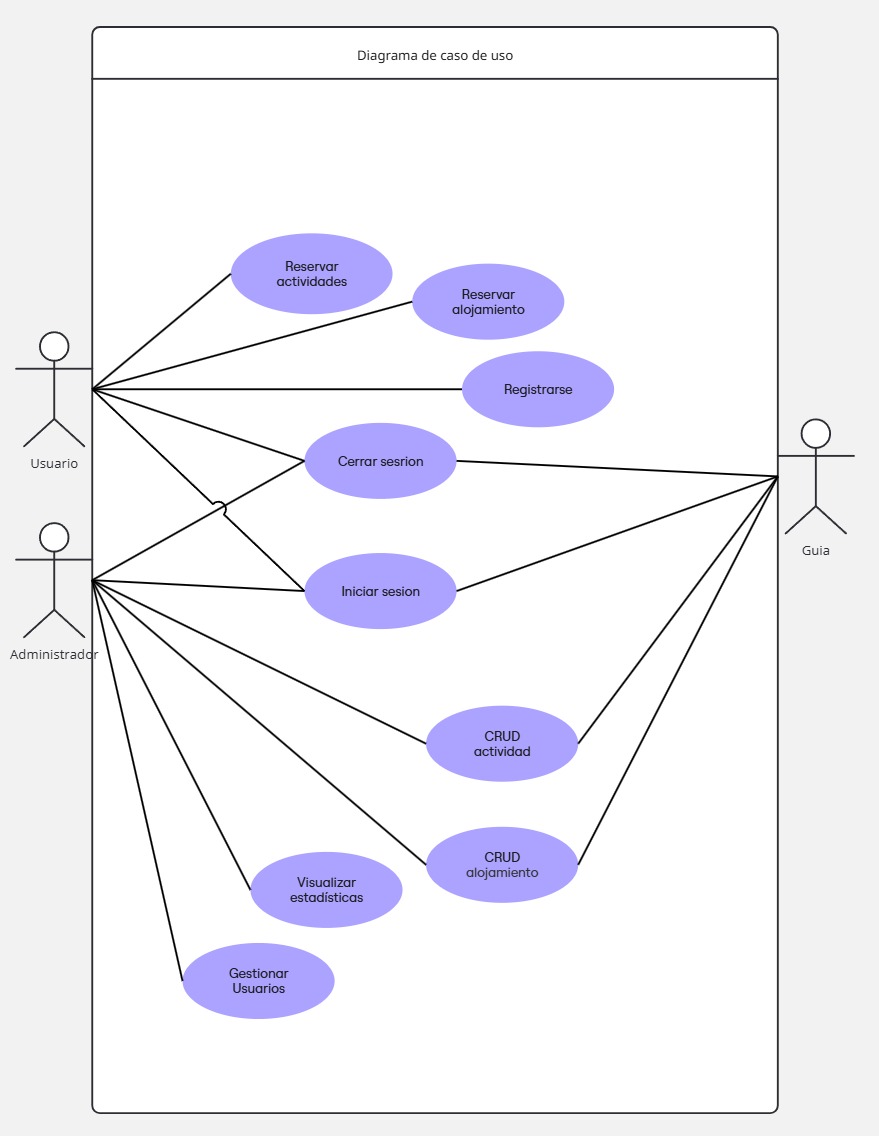 Diagrama de caso de uso
Reservar
actividades
Reservar
alojamiento
Registrarse
Usuario
Cerrar sesrion
Guia
Iniciar sesion
Administrador
CRUD
actividad
CRUD
alojamiento
Visualizar
estadísticas
Gestionar
Usuarios